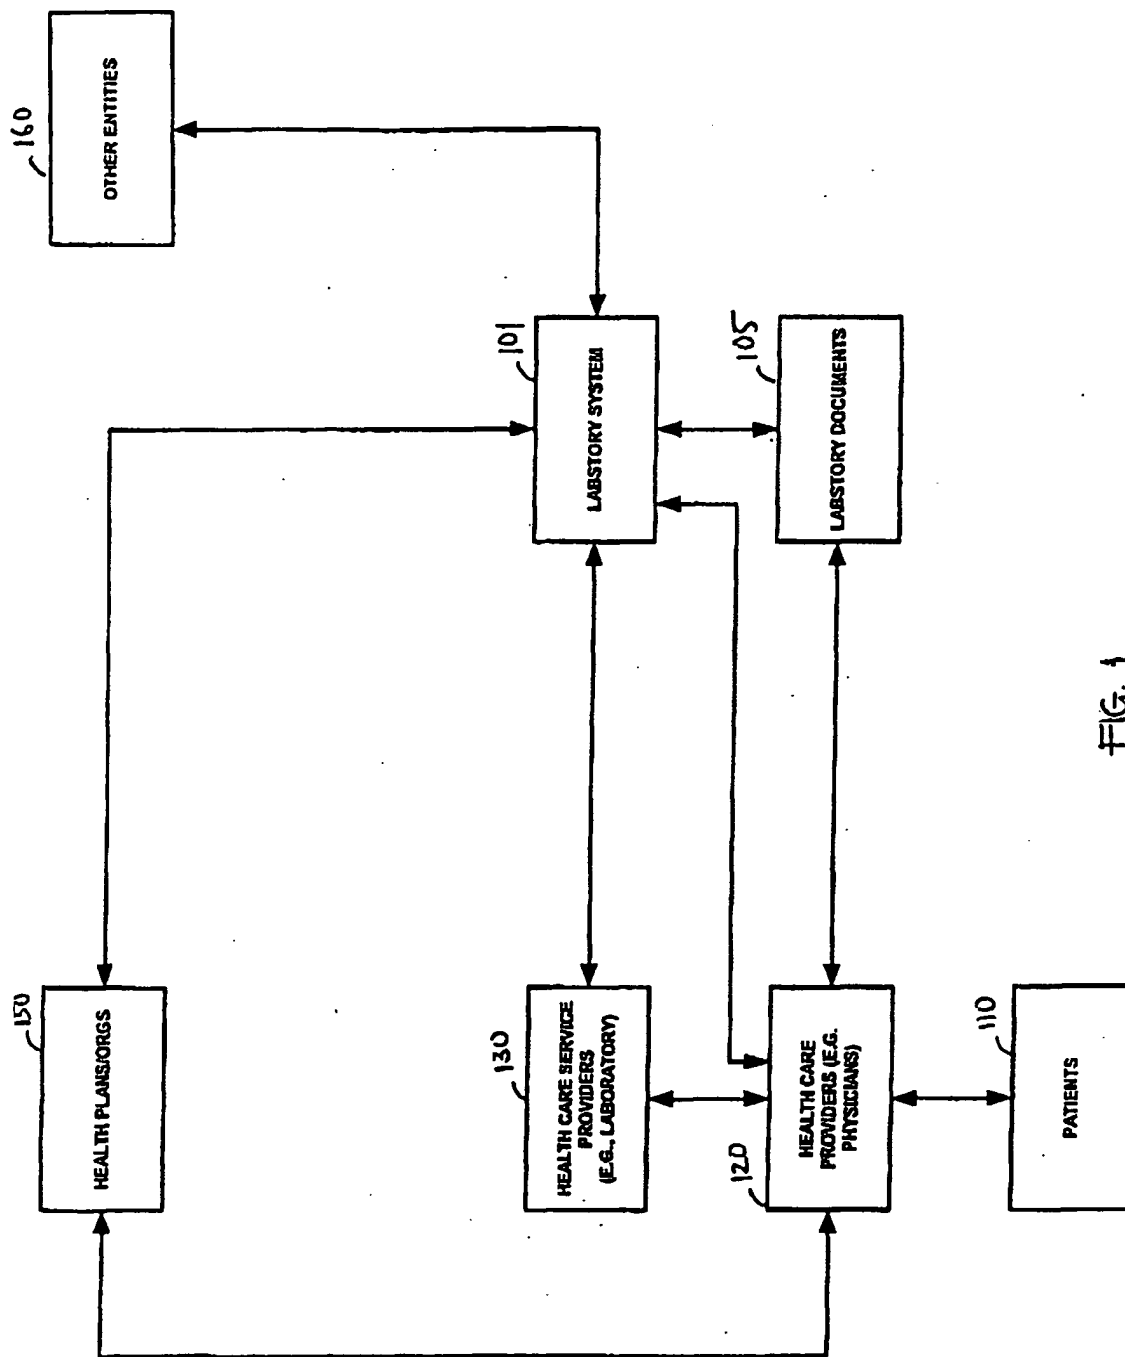 150
HEALTH PLANS/ORGS
160
OTHER ENTITIES
130
HEALTH CARE SERVICE
PROVIDERS
(E.G., LABORATORY)
101
LABSTORY SYSTEM
120
HEALTH CARE
PROVIDERS (E.G.
PHYSICIANS)
105
LABSTORY DOCUMENTS
110
PATIENTS
FIG. 1